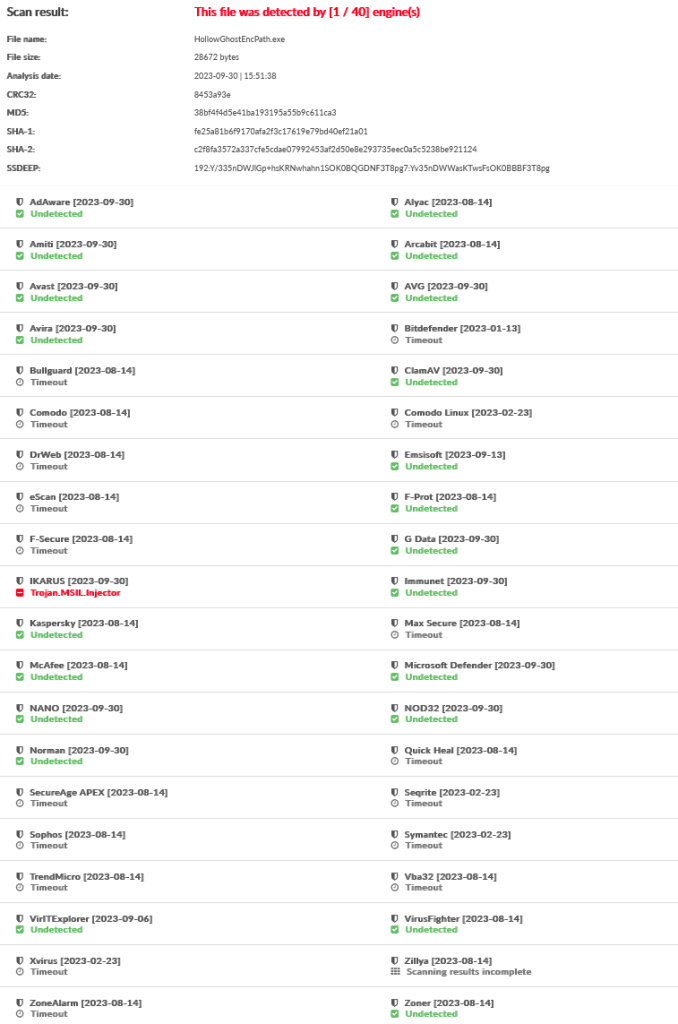 Scan result: This file was detected by [1 / 40] engine(s)
File name: HollowGhostEncPath.exe
File size: 28672 bytes
Analysis date: 2023-09-30 | 15:51:38
CRC32: 8453a93e
MD5: 38bf4f4d5e41ba193195a55b9c611ca3
SHA-1: fe25a81b6f9170afa2f3c17619e79bd40ef21a01
SHA-2: c2f8fa3572a337cfe5cdae07992453af2d50e8e293735eec0a5c5238be921124
SSDEEP: 192:Y/335nDWJIGp+hsKRNwhahn1SOK0BQGDNF3T8pg7:Yv35nDWWasKTwsFsOK0BBBF3T8pg
AdAware [2023-09-30] Alyac [2023-08-14]
Undetected Undetected
Amiti [2023-09-30] Arcabit [2023-08-14]
Undetected Undetected
Avast [2023-09-30] AVG [2023-09-30]
Undetected Undetected
Avira [2023-09-30] Bitdefender [2023-01-13]
Undetected Timeout
Bullguard [2023-08-14] ClamAV [2023-09-30]
Timeout Undetected
Comodo [2023-08-14] Comodo Linux [2023-02-23]
Timeout Timeout
DrWeb [2023-08-14] Emsisoft [2023-09-13]
Timeout Undetected
eScan [2023-08-14] F-Prot [2023-08-14]
Timeout Undetected
F-Secure [2023-08-14] G Data [2023-09-30]
Timeout Undetected
IKARUS [2023-09-30] Immunet [2023-09-30]
Trojan.MSIL.Injector Undetected
Kaspersky [2023-08-14] Max Secure [2023-08-14]
Undetected Timeout
McAfee [2023-08-14] Microsoft Defender [2023-09-30]
Undetected Undetected
NANO [2023-09-30] NOD32 [2023-09-30]
Undetected Undetected
Norman [2023-09-30] Quick Heal [2023-08-14]
Undetected Timeout
SecureAge APEX [2023-08-14] Seqrite [2023-02-23]
Timeout Timeout
Sophos [2023-08-14] Symantec [2023-02-23]
Timeout Timeout
TrendMicro [2023-08-14] Vba32 [2023-08-14]
Timeout Timeout
VirITExplorer [2023-09-06] VirusFighter [2023-08-14]
Undetected Undetected
Xvirus [2023-02-23] Zillya [2023-08-14]
Timeout Scanning results incomplete
ZoneAlarm [2023-08-14] Zoner [2023-08-14]
Timeout Undetected